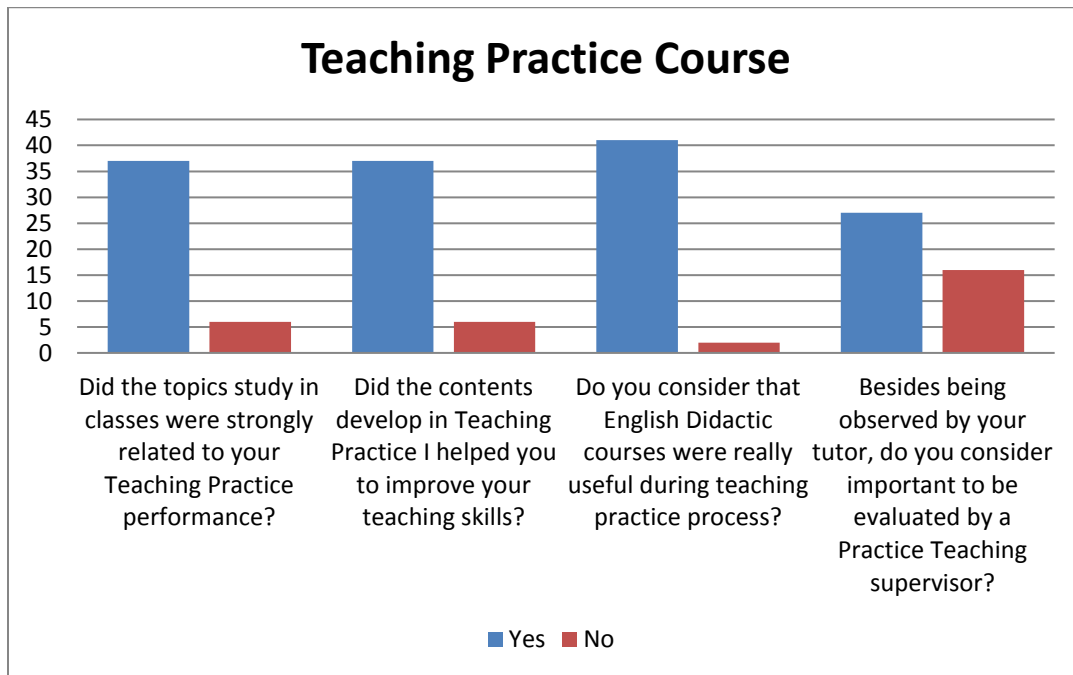 Teaching Practice Course
45
40
35
30
25
20
15
10
5
0
Did the topics study in
classes were strongly
related to your
Teaching Practice
performance?
Did the contents
develop in Teaching
Practice I helped you
to improve your
teaching skills?
Do you consider that
English Didactic
courses were really
useful during teaching
practice process?
Besides being
observed by your
tutor, do you consider
important to be
evaluated by a
Practice Teaching
supervisor?
Yes No